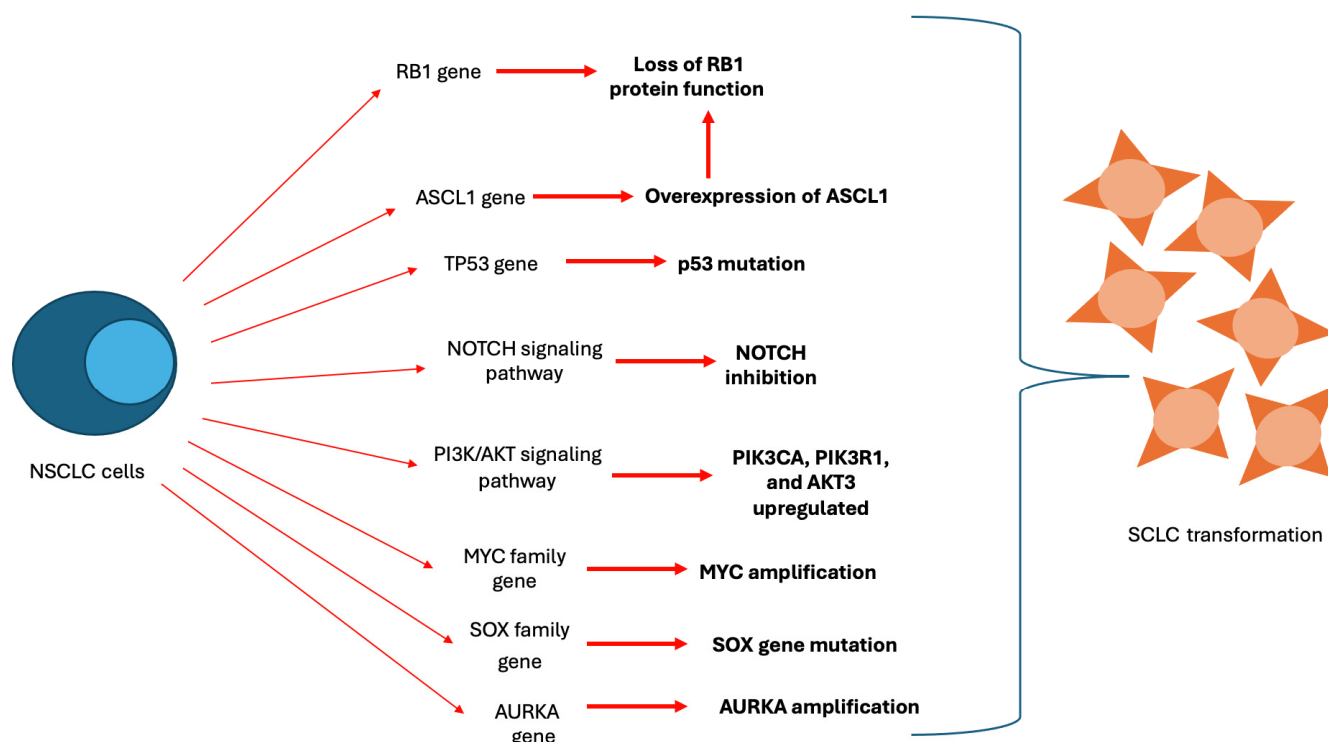 RB1 gene
Loss of RB1
protein function
ASCL1 gene
Overexpression of ASCL1
TP53 gene
p53 mutation
NOTCH signaling
pathway
NOTCH
inhibition
NSCLC cells
PI3K/AKT signaling
pathway
PIK3CA, PIK3R1,
and AKT3
upregulated
SCLC transformation
MYC family
gene
MYC amplification
SOX family
gene
SOX gene mutation
AURKA
gene
AURKA amplification